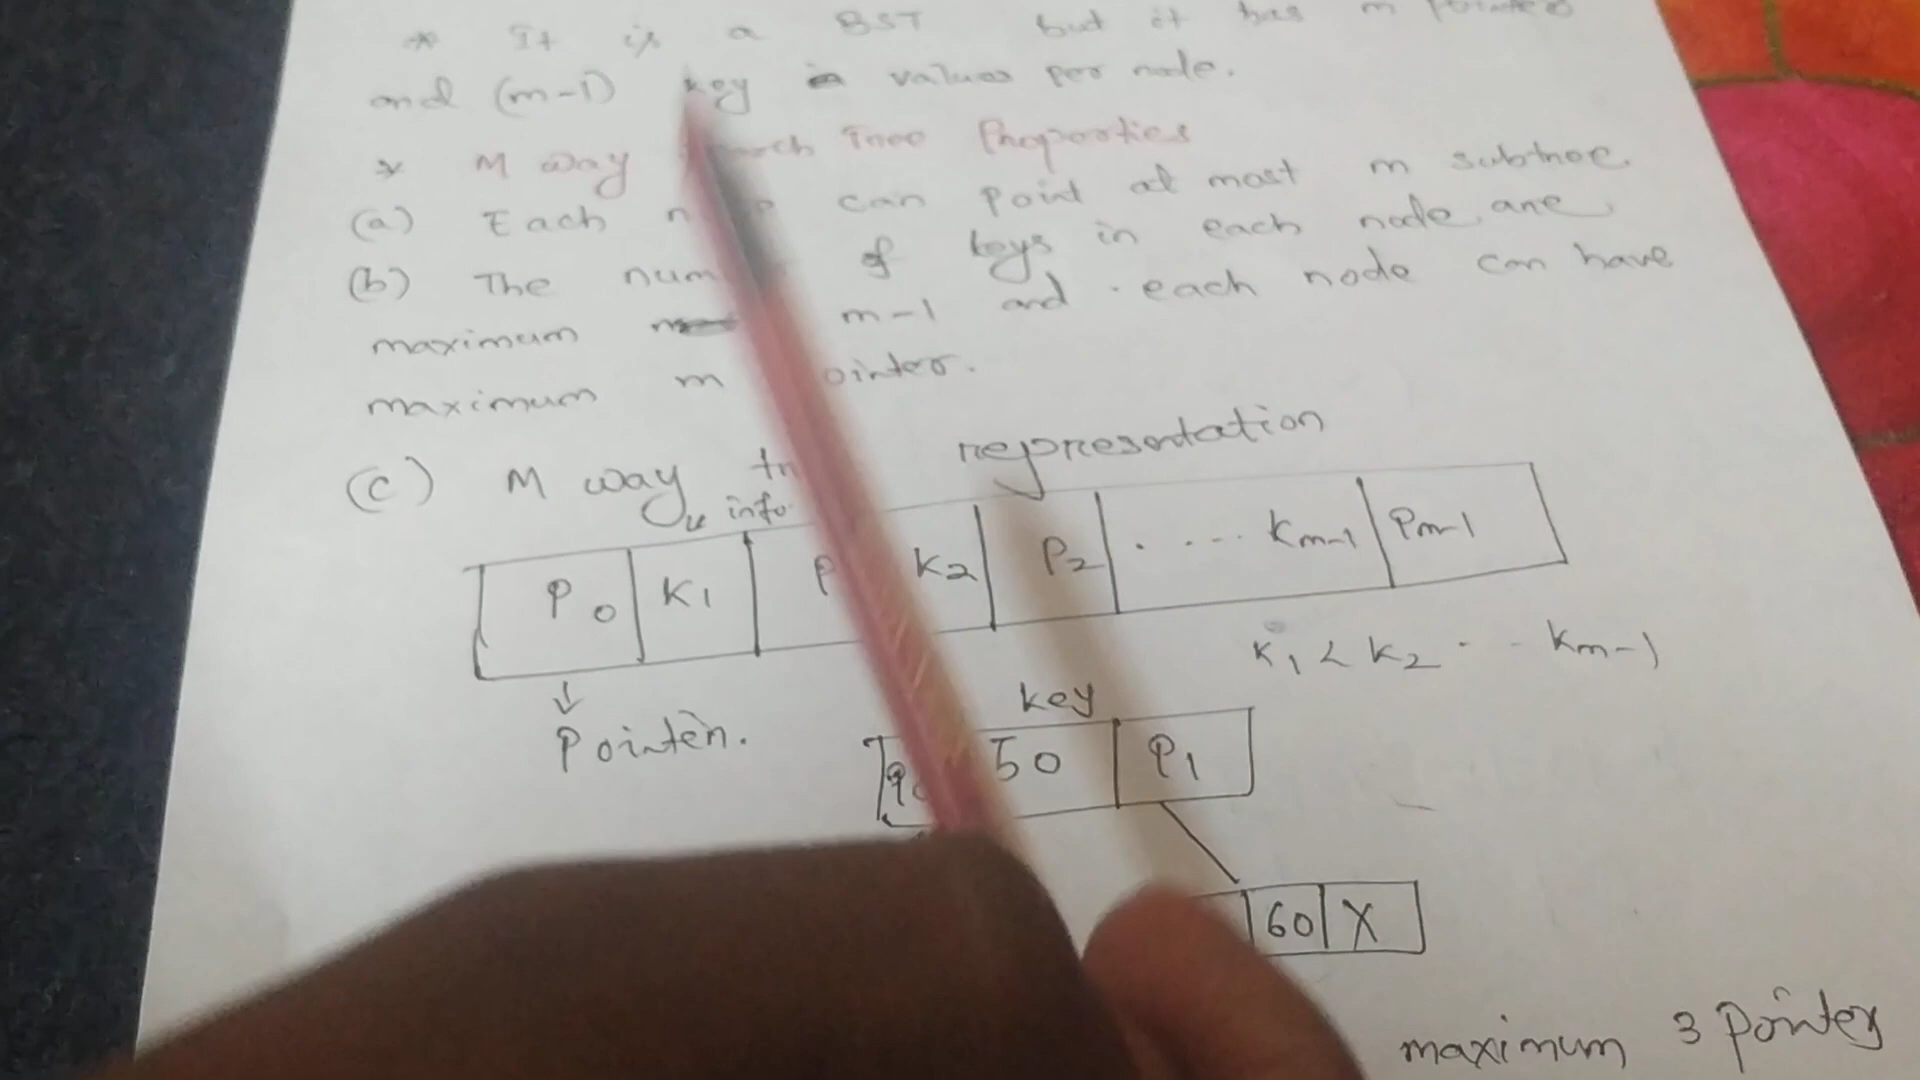 * It is a BST but it has m pointer
and (m-1) key values per node.
* M way Tree Properties
(a) Each can point at most m subtree
(b) The of keys in each node are
maximum m-1 and each node can have
maximum m
(c) M way representation
info
P0 K1 K2 P2 . .... Km-1 Pm-1
K1 < K2 .. Km-1
Pointer.
key
50 P1
60 X
maximum 3 Pointer